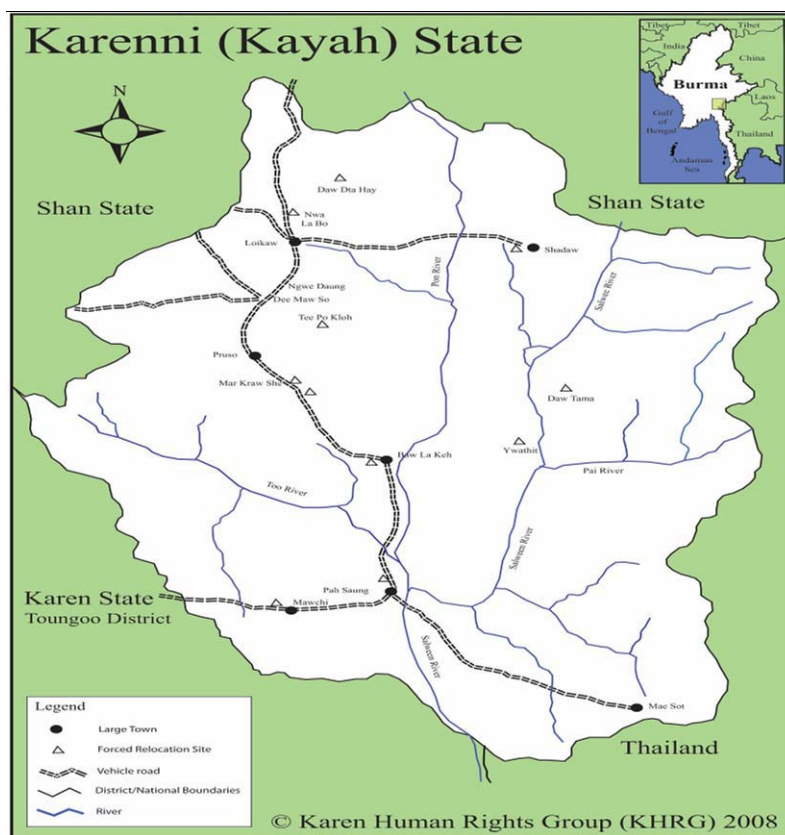 Karenni (Kayah) State
Tibet
Tibet
India
China
Burma
Laos
Gulf
of
Bengal
Thailand
Andaman
Sea
N
Shan State
Shan State
Daw Dta Hay
Nwa
La Bo
Loikaw
Shadaw
Pon River
Salwee River
Ngwe Daung
Dee Maw So
Tee Po Kloh
Pruso
Mar Kraw She
Daw Tama
Ywathit
Baw La Keh
Pai River
Too River
Salween River
Pah Saung
Karen State
Toungoo District
Mawchi
Salween River
Mae Sot
Thailand
Legend
Large Town
Forced Relocation Site
Vehicle road
District/National Boundaries
River
© Karen Human Rights Group (KHRG) 2008